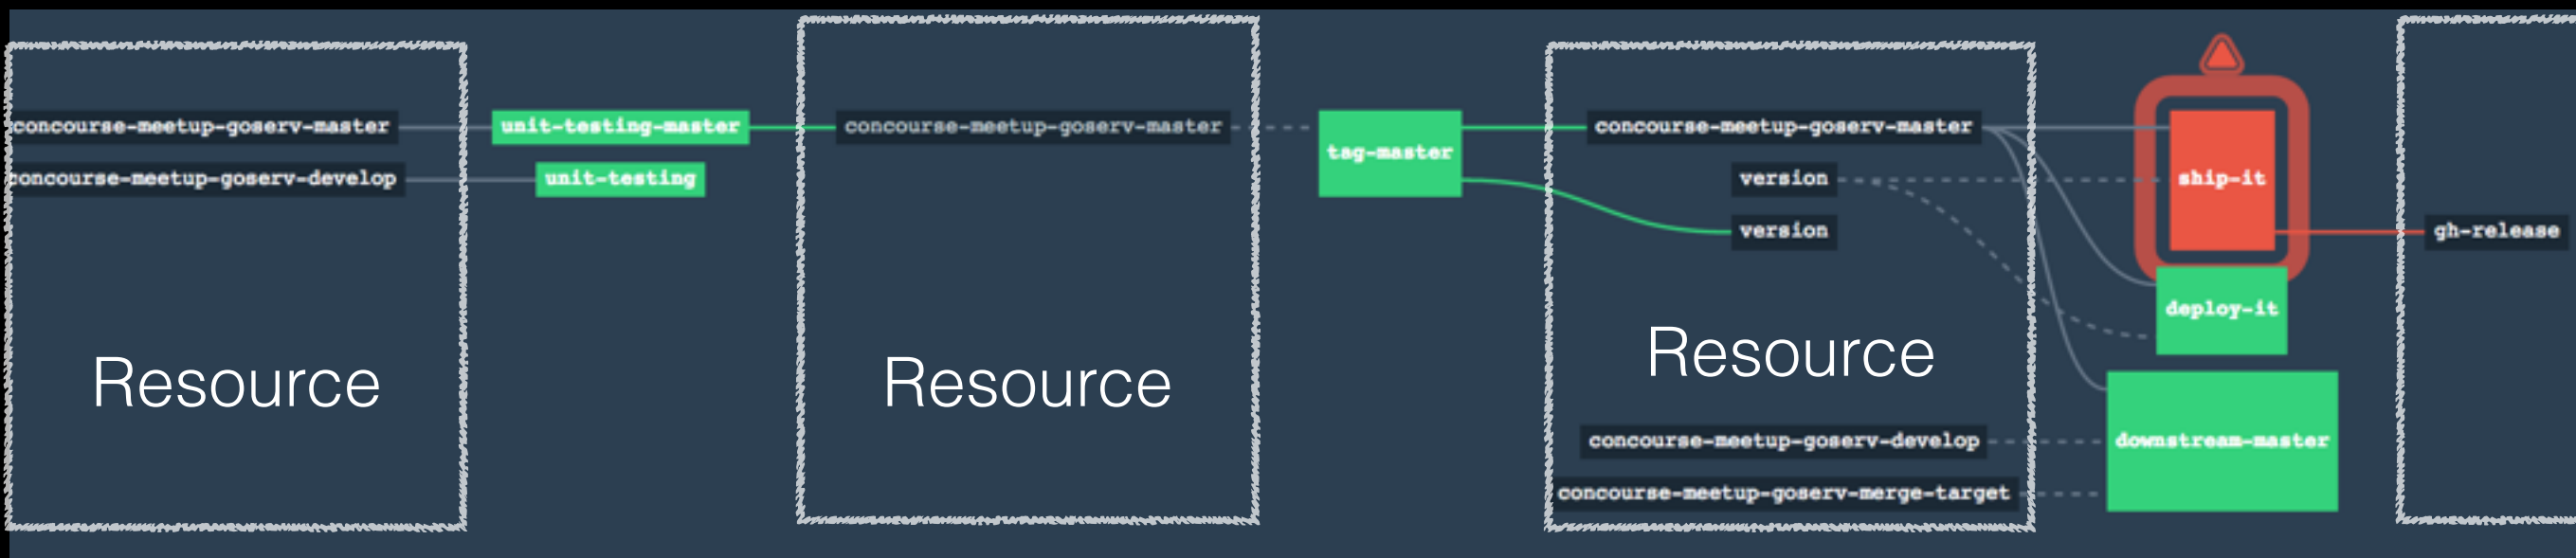 concourse-meetup-goserv-master
concourse-meetup-goserv-develop
Resource
unit-testing-master
unit-testing
concourse-meetup-goserv-master
Resource
tag-master
concourse-meetup-goserv-master
version
version
Resource
concourse-meetup-goserv-develop
concourse-meetup-goserv-merge-target
ship-it
deploy-it
downstream-master
gh-release